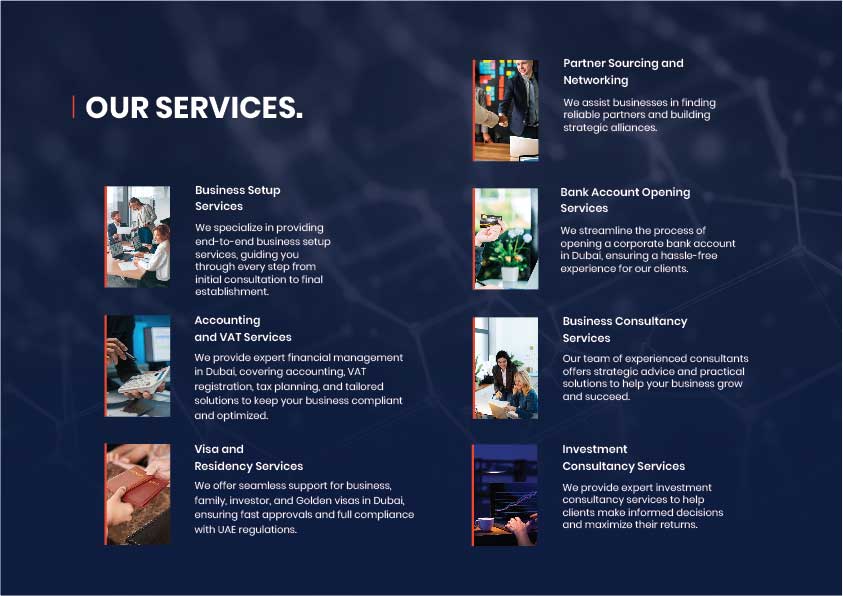 OUR SERVICES.
Business Setup
Services
We specialize in providing
end-to-end business setup
services, guiding you
through every step from
initial consultation to final
establishment.
Accounting
and VAT Services
We provide expert financial management
in Dubai, covering accounting, VAT
registration, tax planning, and tailored
solutions to keep your business compliant
and optimized.
Visa and
Residency Services
We offer seamless support for business,
family, investor, and Golden visas in Dubai,
ensuring fast approvals and full compliance
with UAE regulations.
Partner Sourcing and
Networking
We assist businesses in finding
reliable partners and building
strategic alliances.
Bank Account Opening
Services
We streamline the process of
opening a corporate bank account
in Dubai, ensuring a hassle-free
experience for our clients.
Business Consultancy
Services
Our team of experienced consultants
offers strategic advice and practical
solutions to help your business grow
and succeed.
Investment
Consultancy Services
We provide expert investment
consultancy services to help
clients make informed decisions
and maximize their returns.